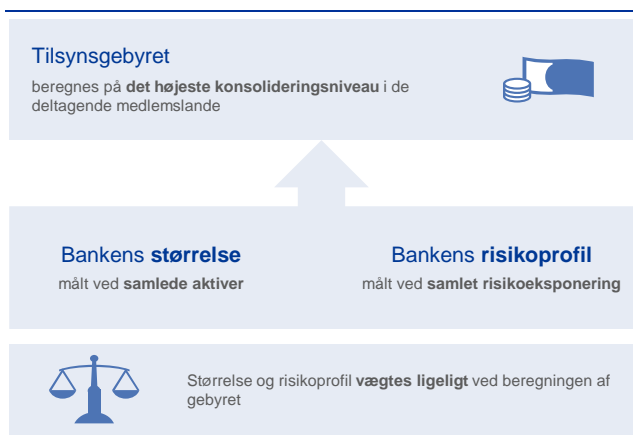 Tilsynsgebyret
beregnes på det højeste konsolideringsniveau i de
deltagende medlemslande
Bankens størrelse
målt ved samlede aktiver
Bankens risikoprofil
målt ved samlet risikoeksponering
Størrelse og risikoprofil vægtes ligeligt ved beregningen af
gebyret